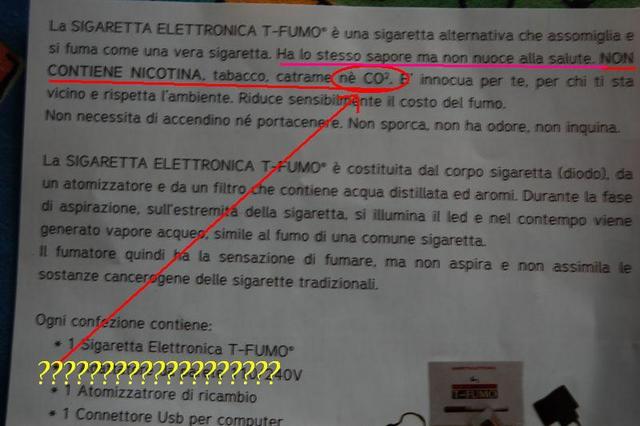 La SIGARETTA ELETTRONICA T-FUMO® è una sigaretta alternativa che assomiglia e
si fuma come una vera sigaretta. Ha lo stesso sapore ma non nuoce alla salute. NON
CONTIENE NICOTINA, tabacco, catrame nè CO². E' innocua per te, per chi ti sta
vicino e rispetta l'ambiente. Riduce sensibilmente il costo del fumo.
Non necessita di accendino né portacenere. Non sporca, non ha odore, non inquina.
La SIGARETTA ELETTRONICA T-FUMO® è costituita dal corpo sigaretta (diodo), da
un atomizzatore e da un filtro che contiene acqua distillata ed aromi. Durante la fase
di aspirazione, sull'estremità della sigaretta, si illumina il led e nel contempo viene
generato vapore acqueo, simile al fumo di una comune sigaretta.
Il fumatore quindi ha la sensazione di fumare, ma non aspira e non assimila le
sostanze cancerogene delle sigarette tradizionali.
Ogni confezione contiene:
* 1 Sigaretta Elettronica T-FUMO®
???????????????????240V
* 1 Atomizzatrore di ricambio
* 1 Connettore Usb per computer
T-FUMO